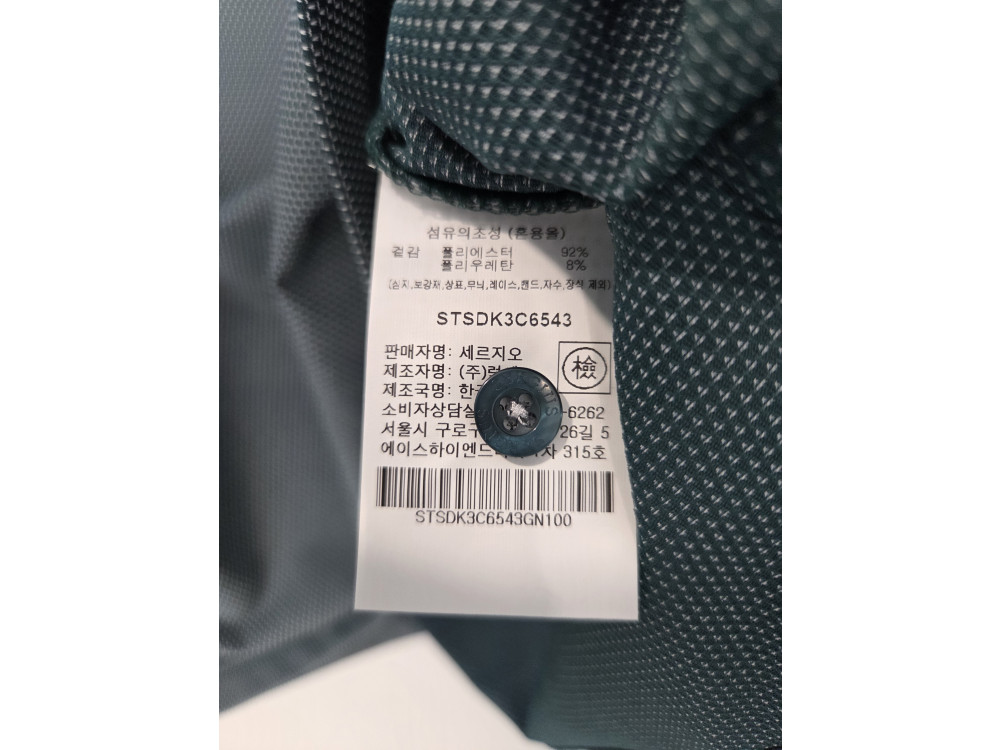 섬유의조성 (혼용율)
겉감 폴리에스터 92%
폴리우레탄 8%
(심지,보강재,상표,무늬,레이스,밴드,자수,장식 제외)
STSDK3C6543
판매자명: 세르지오
제조자명: (주)
제조국명:
檢
소비자상담실 -6262
서울시 구로구 26길 5
에이스하이엔드 차 315호
STSDK3C6543GN100